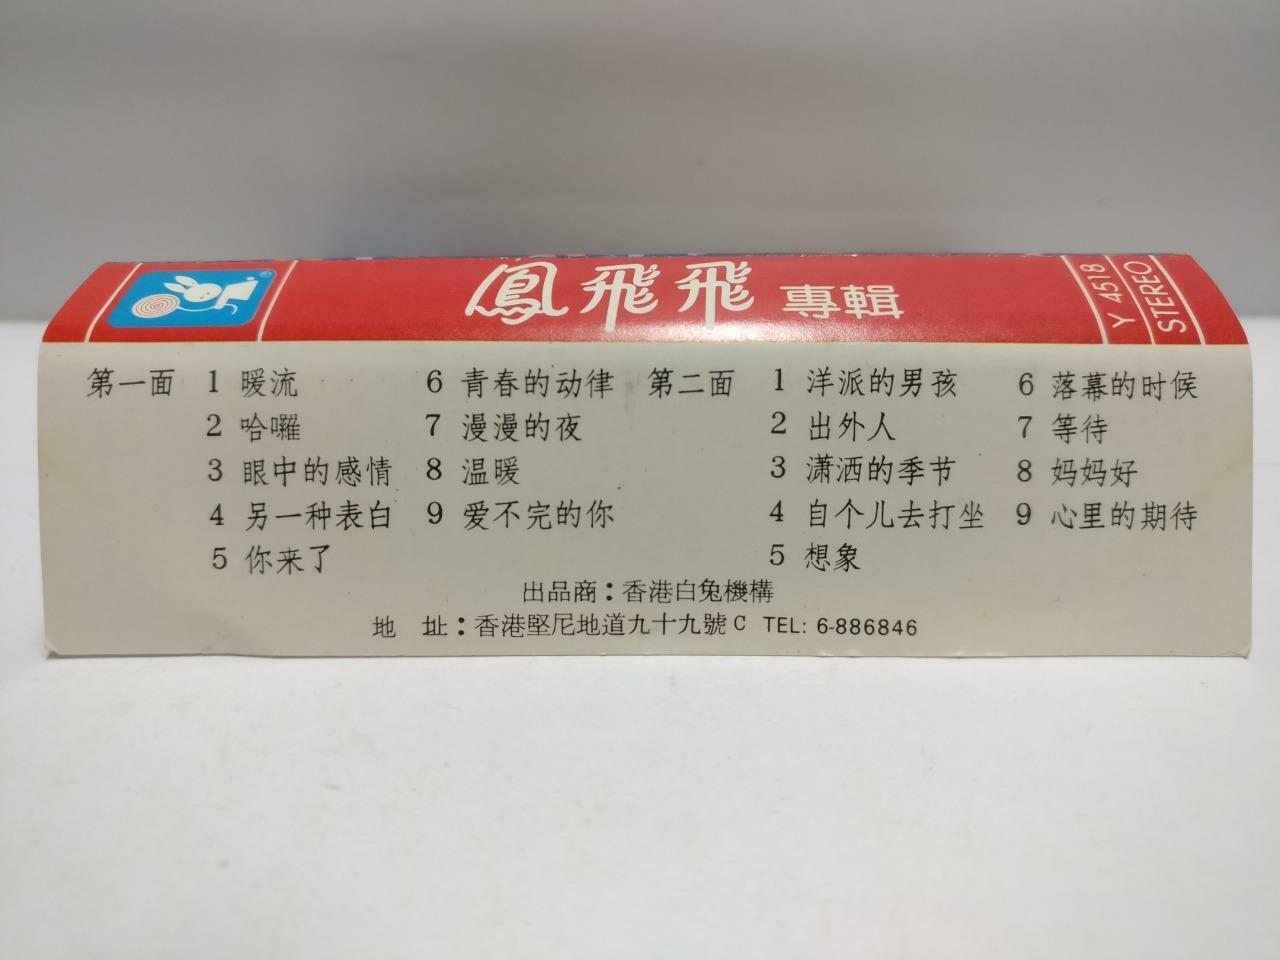 鳳飛飛 專輯
Y 4518
STEREO
第一面
1 暖流
2 哈囉
3 眼中的感情
4 另一种表白
5 你来了
6 青春的动律
7 漫漫的夜
8 温暖
9 爱不完的你
第二面
1 洋派的男孩
2 出外人
3 潇洒的季节
4 自个儿去打坐
5 想象
6 落幕的时候
7 等待
8 妈妈好
9 心里的期待
出品商：香港白兔機構
地 址：香港堅尼地道九十九號C TEL: 6-886846